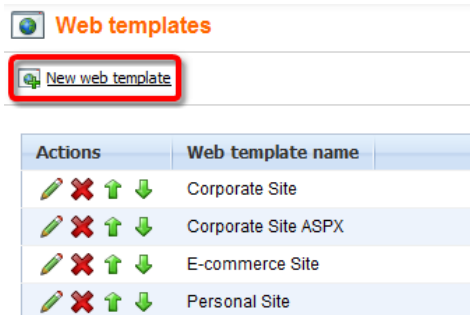 Web templates
New web template
Actions Web template name
Corporate Site
Corporate Site ASPX
E-commerce Site
Personal Site